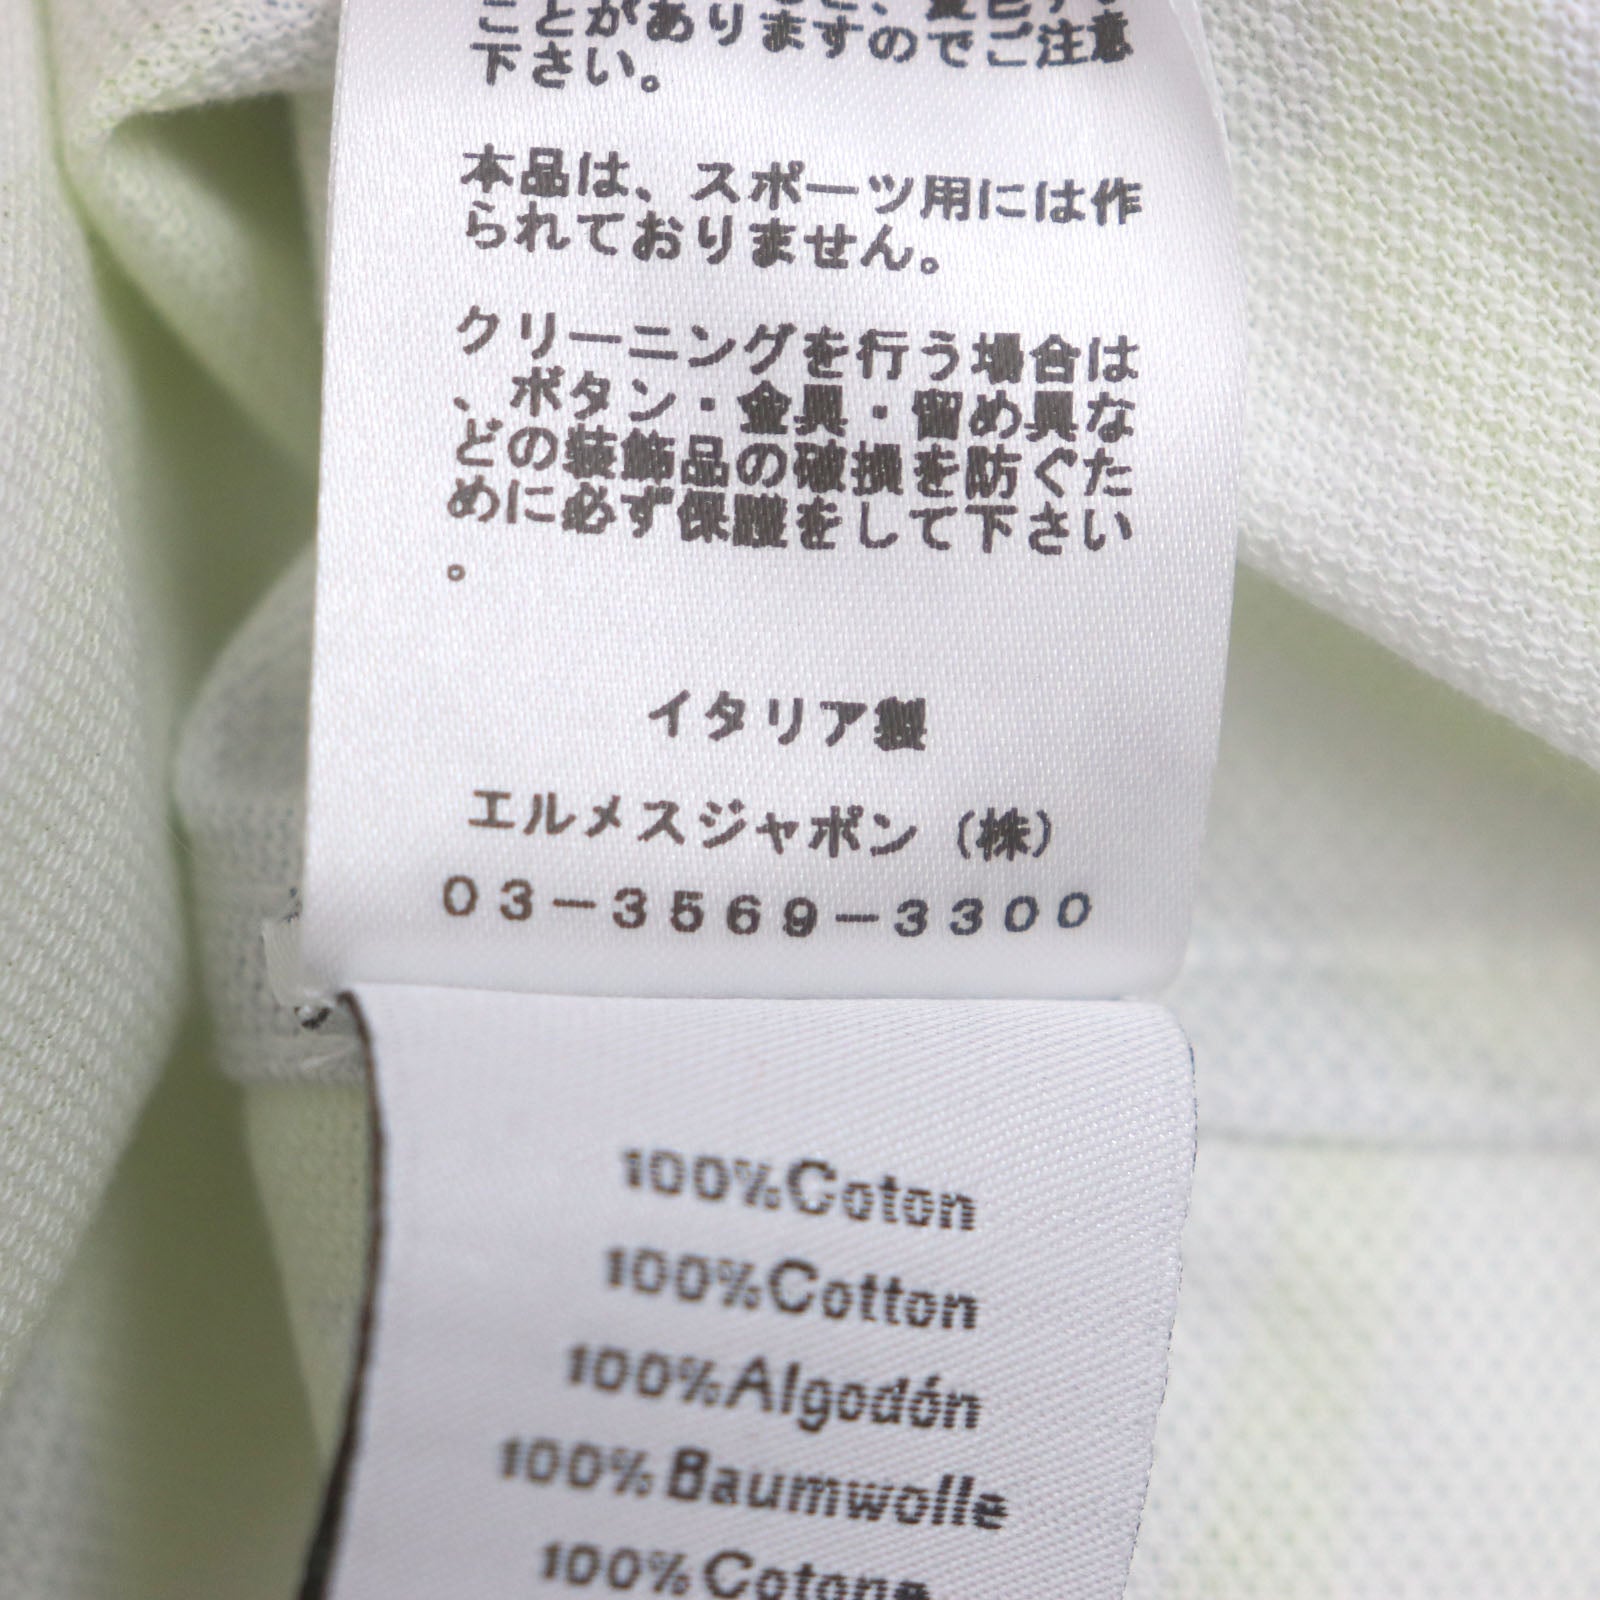 ことがありますのでご注意
下さい。
本品は、スポーツ用には作
られておりません。
クリーニングを行う場合は
、ボタン・金具・留め具な
どの装飾品の破損を防ぐた
めに必ず保護をして下さい
。
イタリア製
エルメスジャポン（株）
03-3569-3300
100%Coton
100%Cotton
100%Algodón
100%Baumwolle
100%Cotone